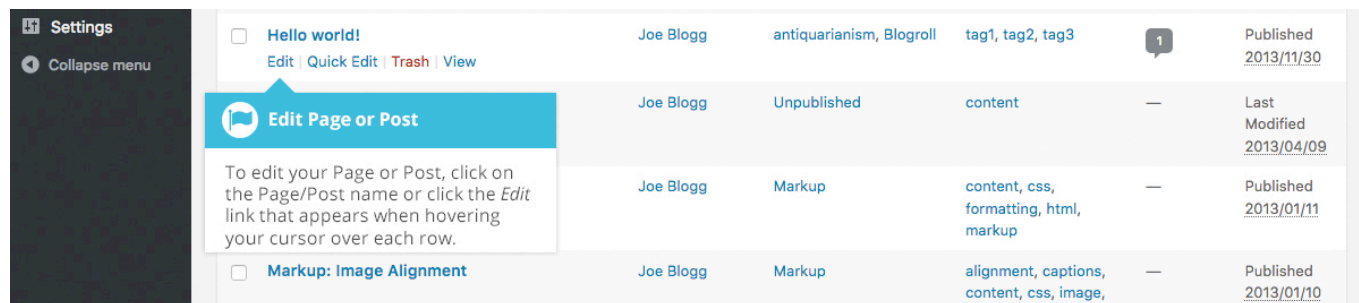 Settings
Collapse menu
Hello world!
Edit | Quick Edit | Trash | View
Joe Blogg
antiquarianism, Blogroll
tag1, tag2, tag3
1
Published
2013/11/30
Edit Page or Post
To edit your Page or Post, click on
the Page/Post name or click the Edit
link that appears when hovering
your cursor over each row.
Joe Blogg
Unpublished
content
—
Last
Modified
2013/04/09
Joe Blogg
Markup
content, css,
formatting, html,
markup
—
Published
2013/01/11
Markup: Image Alignment
Joe Blogg
Markup
alignment, captions,
content, css, image,
—
Published
2013/01/10